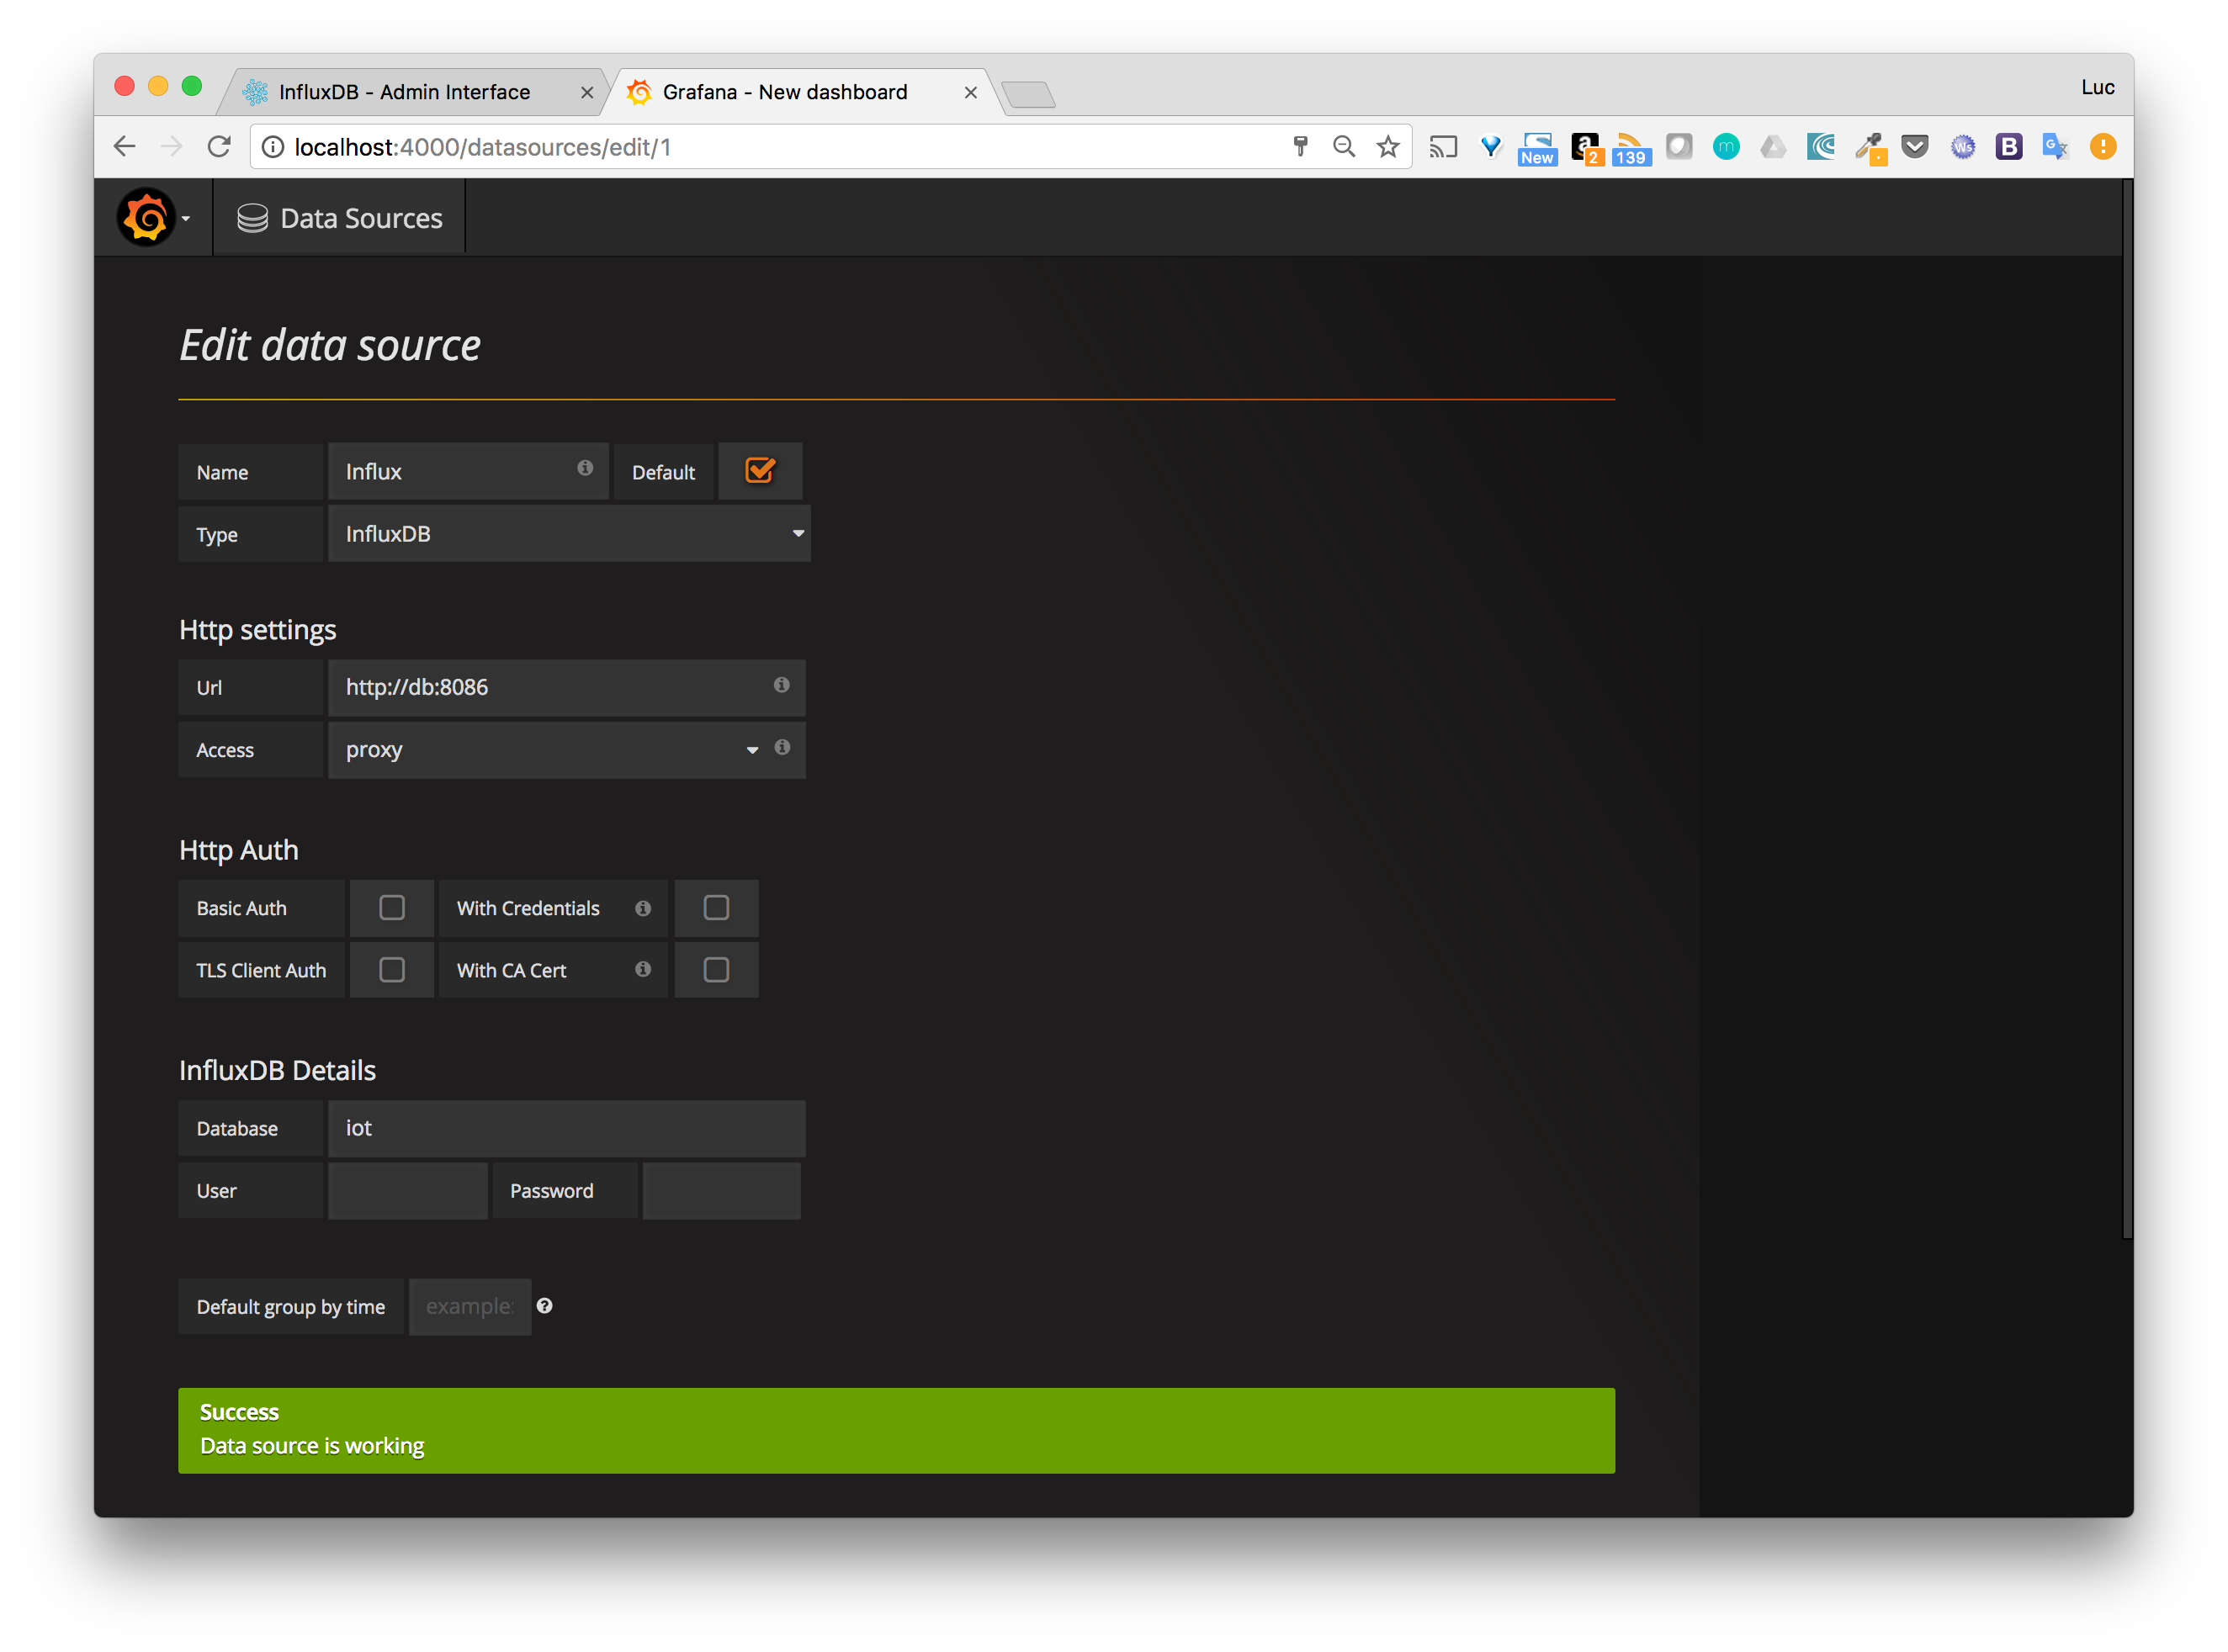 InfluxDB - Admin Interface
Grafana - New dashboard
Luc
localhost:4000/datasources/edit/1
New
a
2
139
m
Ws
B
G
Data Sources
Edit data source
Name Influx Default
Type InfluxDB
Http settings
Url http://db:8086
Access proxy
Http Auth
Basic Auth With Credentials
TLS Client Auth With CA Cert
InfluxDB Details
Database iot
User Password
Default group by time example:
Success
Data source is working